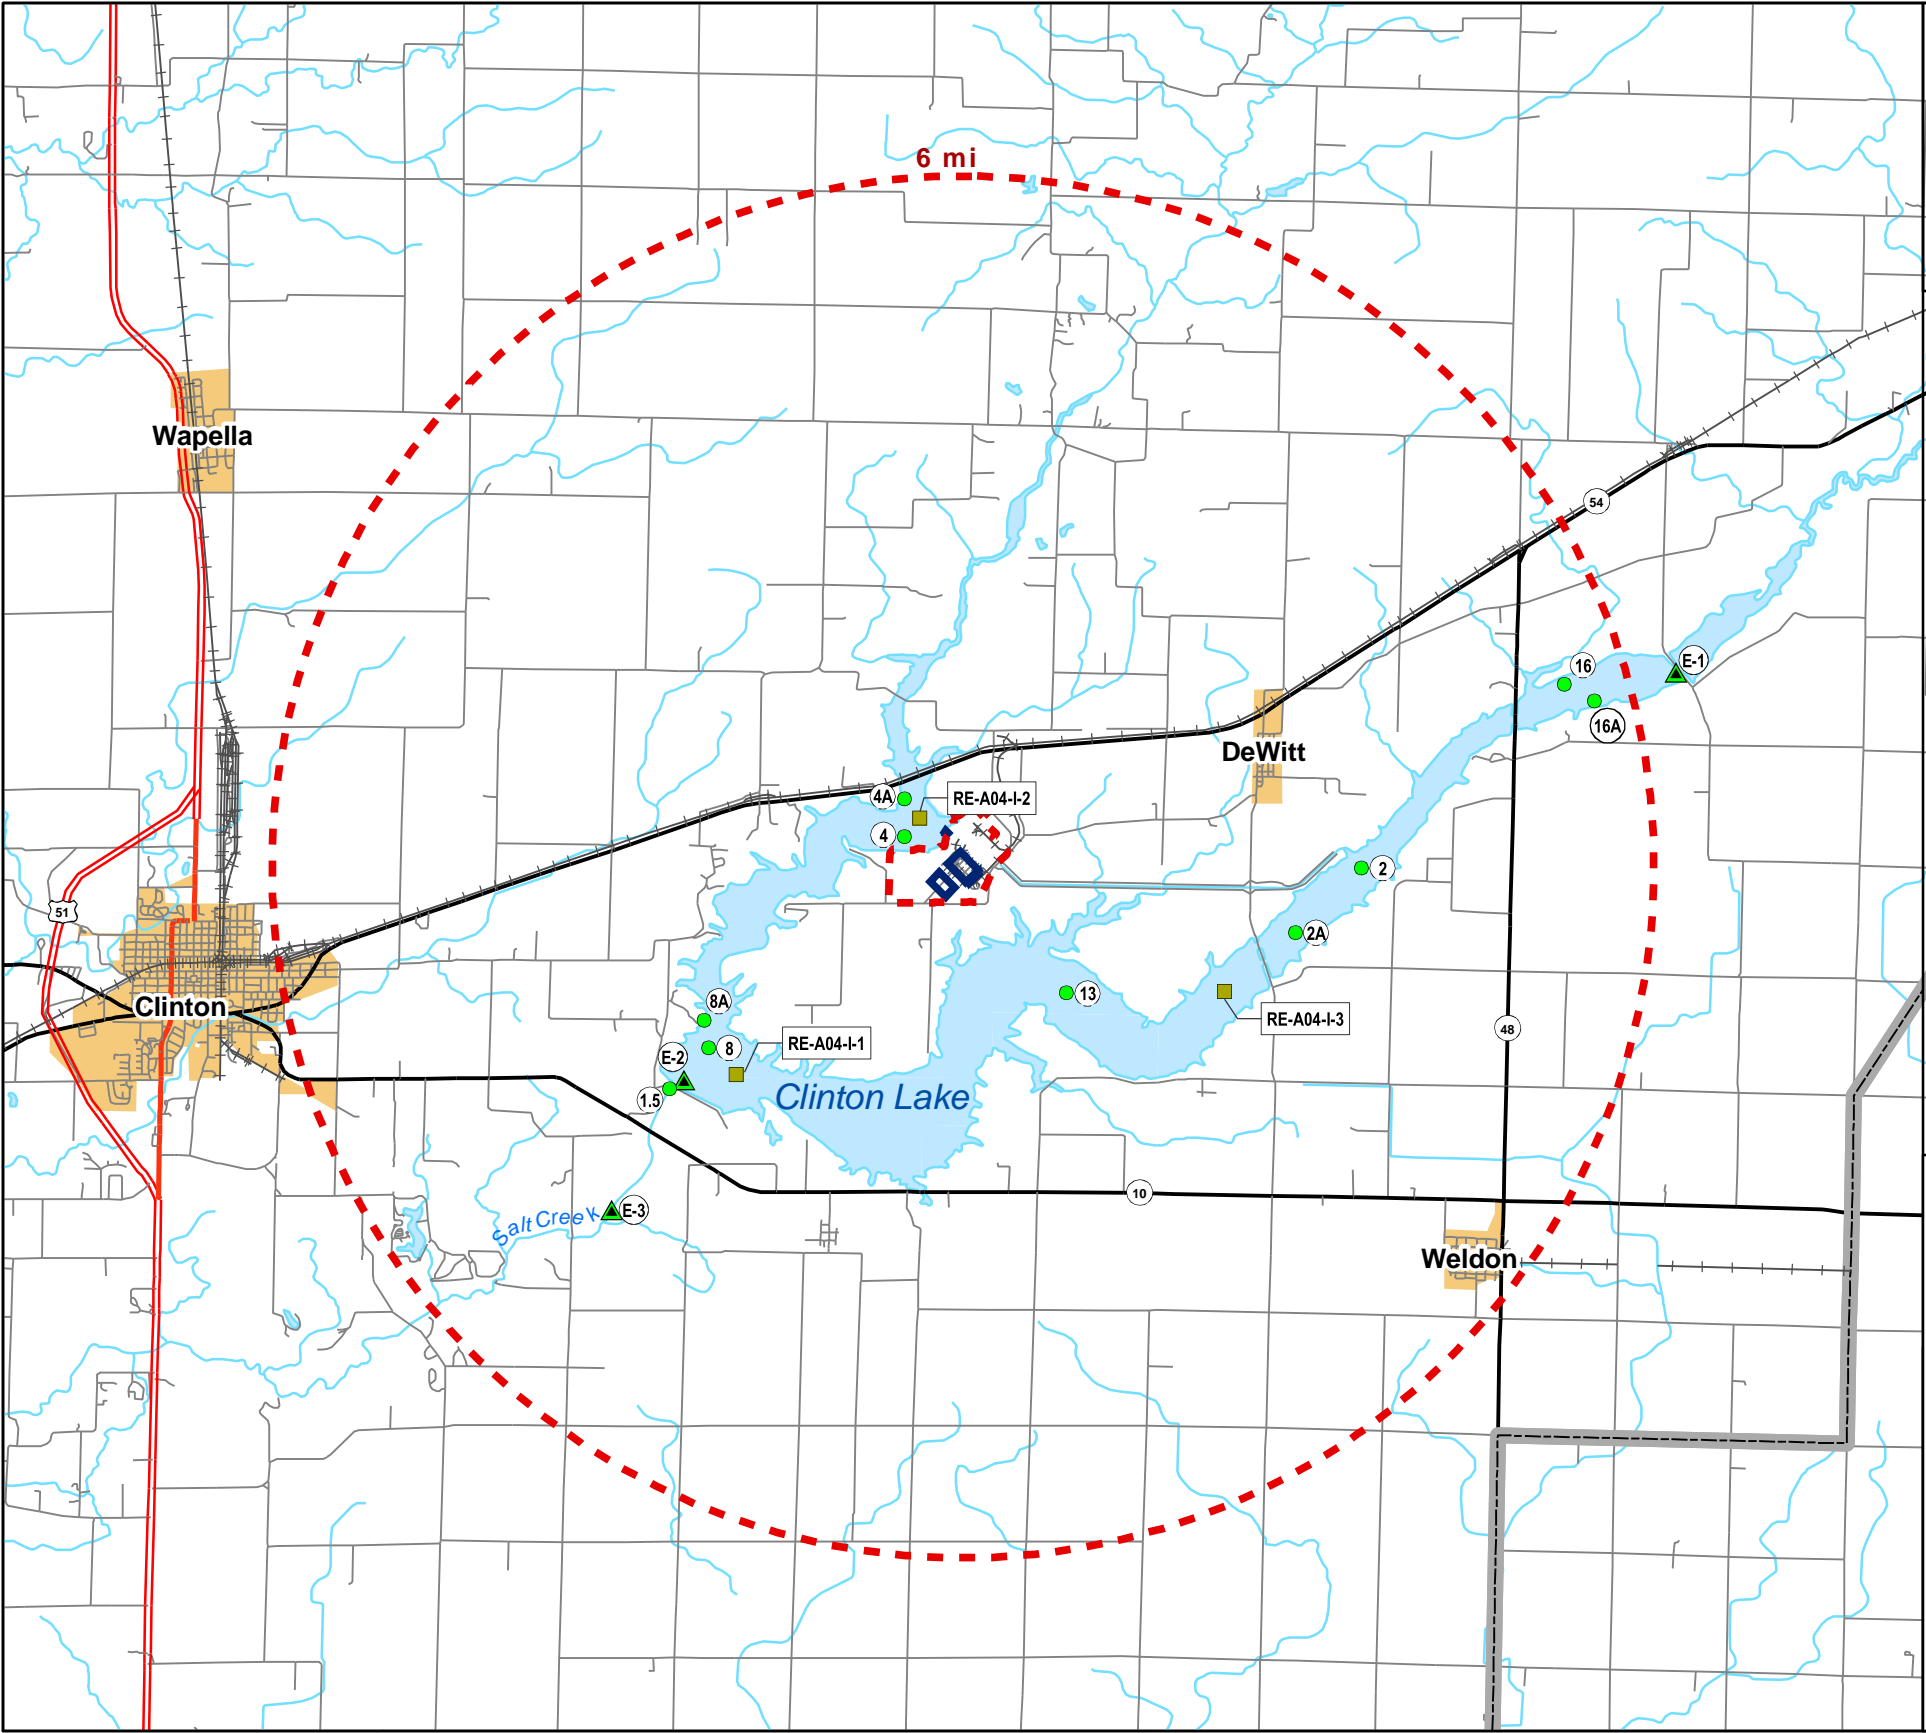 6 mi
Wapella
54
16
E-1
16A
DeWitt
4A
RE-A04-I-2
4
2
51
2A
Clinton
8A
13
RE-A04-I-3
48
E-2
8
RE-A04-I-1
1.5
Clinton Lake
10
Salt Creek
E-3
Weldon